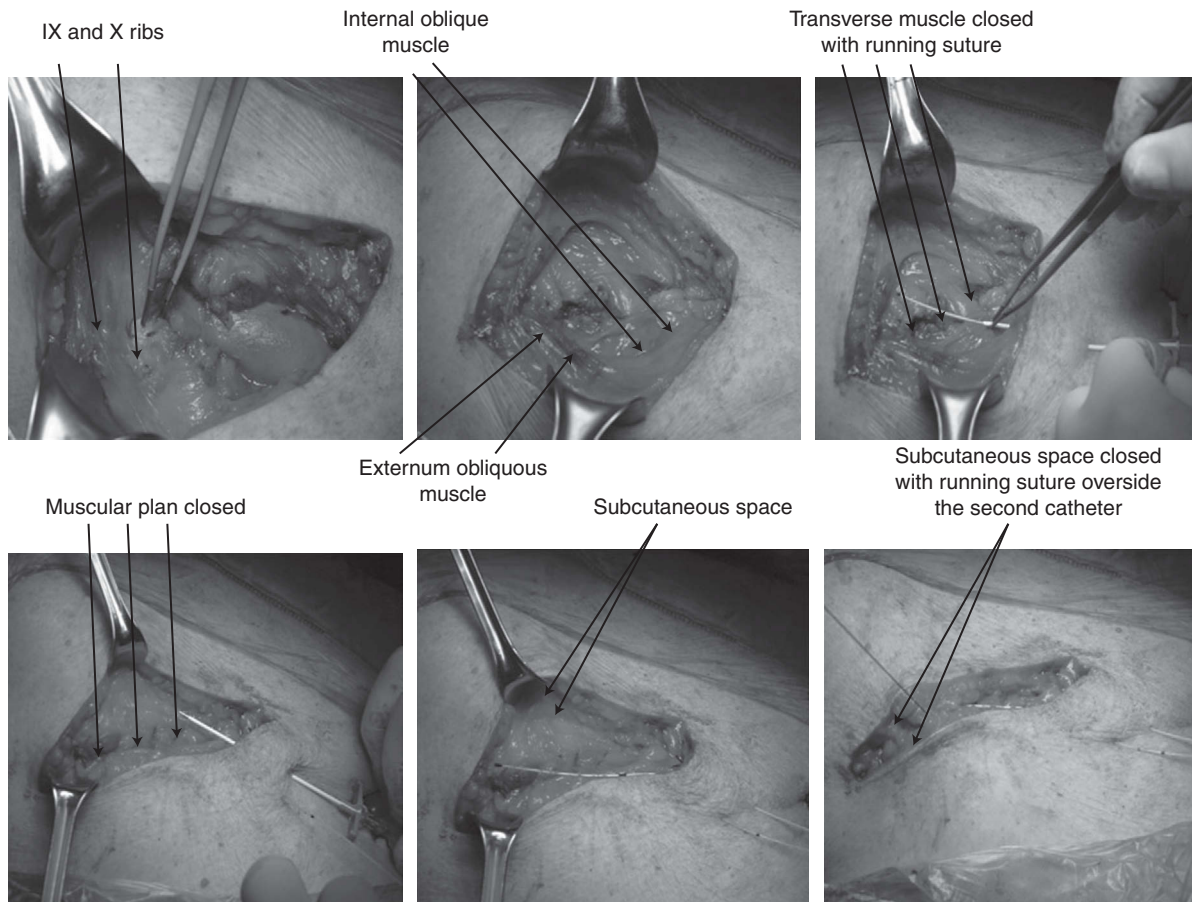 IX and X ribs
Internal oblique
muscle
Transverse muscle closed
with running suture
Externum obliquous
muscle
Muscular plan closed
Subcutaneous space
Subcutaneous space closed
with running suture overside
the second catheter